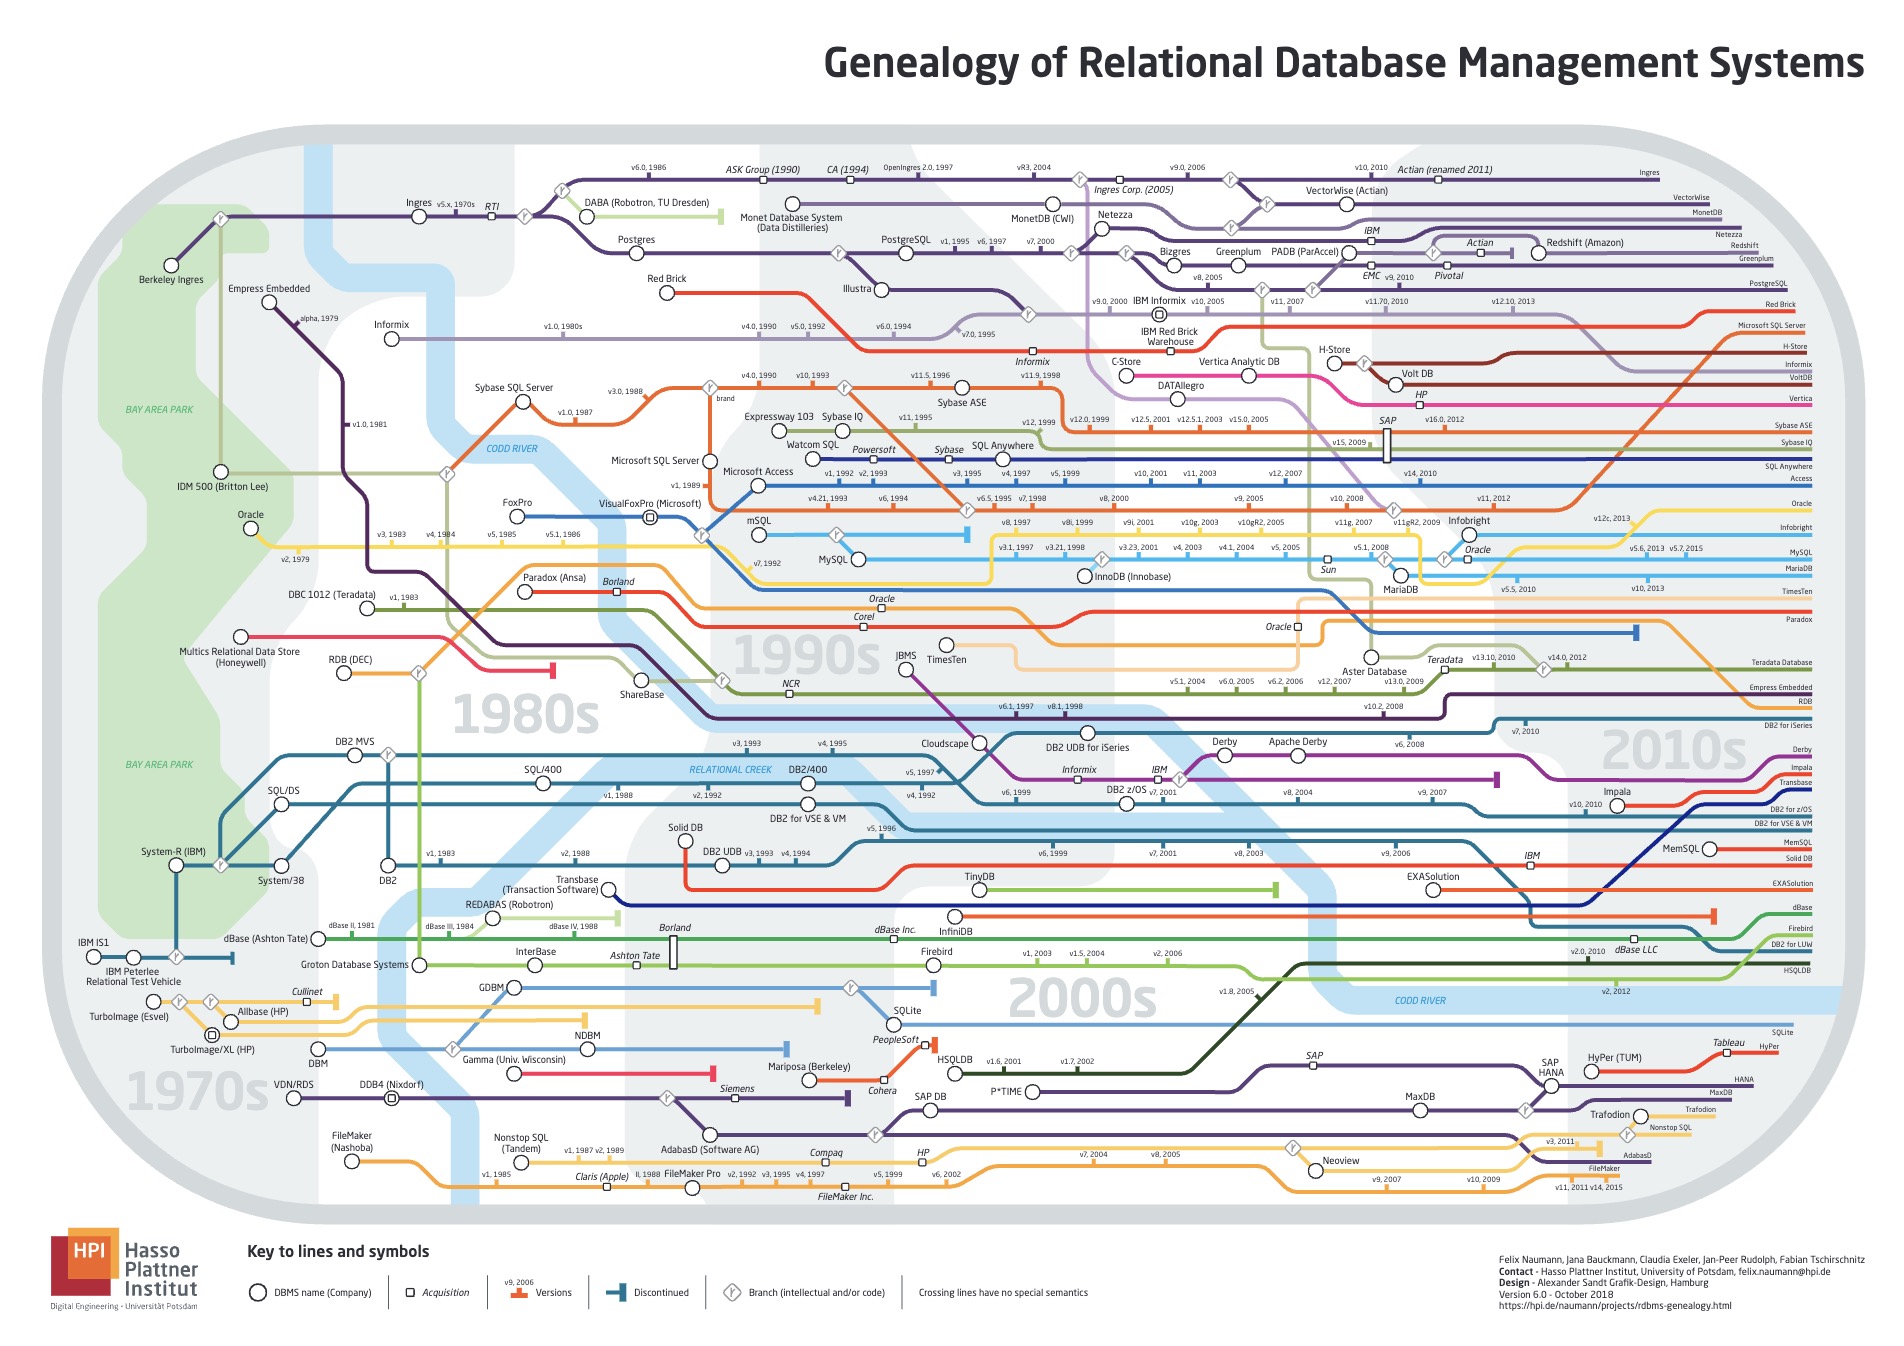 Genealogy of Relational Database Management Systems
v6.0, 1986
ASK Group (1990)
CA (1994)
OpenIngres 2.0, 1997
vR3, 2004
v9.0, 2006
v10, 2010
Actian (renamed 2011)
Ingres
Ingres Corp. (2005)
VectorWise (Actian)
VectorWise
Ingres
v5.x, 1970s
RTI
DABA (Robotron, TU Dresden)
Monet Database System
(Data Distilleries)
MonetDB (CWI)
Netezza
MonetDB
IBM
Netezza
Berkeley Ingres
Postgres
PostgreSQL
v1, 1995
v6, 1997
v7, 2000
Bizgres
Greenplum
PADB (ParAccel)
Actian
Redshift (Amazon)
Redshift
Greenplum
EMC
v9, 2010
Pivotal
Empress Embedded
Red Brick
Illustra
v8, 2005
PostgreSQL
alpha, 1979
Informix
v1.0, 1980s
v4.0, 1990
v5.0, 1992
v6.0, 1994
v7.0, 1995
v9.0, 2000
IBM Informix
v10, 2005
v11, 2007
v11.70, 2010
v12.10, 2013
Red Brick
Microsoft SQL Server
Informix
IBM Red Brick
Warehouse
H-Store
H-Store
C-Store
Vertica Analytic DB
Volt DB
Informix
VoltDB
DATAllegro
HP
Vertica
Sybase SQL Server
v3.0, 1988
v4.0, 1990
v10, 1993
v11.5, 1996
v11.9, 1998
brand
Sybase ASE
BAY AREA PARK
v1.0, 1987
v1.0, 1981
Expressway 103
Sybase IQ
v11, 1995
v12, 1999
v12.0, 1999
v12.5, 2001
v12.5.1, 2003
v15.0, 2005
SAP
v16.0, 2012
Sybase ASE
CODD RIVER
Watcom SQL
Powersoft
Sybase
SQL Anywhere
v15, 2009
Sybase IQ
Microsoft SQL Server
SQL Anywhere
IDM 500 (Britton Lee)
Microsoft Access
v1, 1992
v2, 1993
v3, 1995
v4, 1997
v5, 1999
v10, 2001
v11, 2003
v12, 2007
v14, 2010
Access
v1, 1989
FoxPro
VisualFoxPro (Microsoft)
v4.21, 1993
v6, 1994
v6.5, 1995
v7, 1998
v8, 2000
v9, 2005
v10, 2008
v11, 2012
Oracle
Oracle
mSQL
v8, 1997
v8i, 1999
v9i, 2001
v10g, 2003
v10gR2, 2005
v11g, 2007
v11gR2, 2009
Infobright
v12c, 2013
Infobright
v2, 1979
v3, 1983
v4, 1984
v5, 1985
v5.1, 1986
v7, 1992
MySQL
v3.1, 1997
v3.21, 1998
v3.23, 2001
v4, 2003
v4.1, 2004
v5, 2005
Sun
v5.1, 2008
Oracle
v5.6, 2013
v5.7, 2015
MySQL
InnoDB (Innobase)
MariaDB
v5.5, 2010
v10, 2013
MariaDB
DBC 1012 (Teradata)
v1, 1983
Paradox (Ansa)
Borland
Oracle
Corel
Oracle
TimesTen
Paradox
Multics Relational Data Store
(Honeywell)
RDB (DEC)
1990s
TimesTen
JBMS
Aster Database
Teradata
v13.10, 2010
v14.0, 2012
Teradata Database
1980s
ShareBase
NCR
v5.1, 2004
v6.0, 2005
v6.2, 2006
v12, 2007
v13.0, 2009
Empress Embedded
RDB
v6.1, 1997
v8.1, 1998
v10.2, 2008
DB2 for iSeries
DB2 MVS
v3, 1993
v4, 1995
Cloudscape
DB2 UDB for iSeries
Derby
Apache Derby
v6, 2008
v7, 2010
2010s
Derby
BAY AREA PARK
SQL/400
RELATIONAL CREEK
DB2/400
v5, 1997
Informix
IBM
Impala
Transbase
SQL/DS
v1, 1988
v2, 1992
v4, 1992
DB2 for VSE & VM
v6, 1999
DB2 z/OS
v7, 2001
v8, 2004
v9, 2007
v10, 2010
Impala
DB2 for z/OS
DB2 for VSE & VM
System-R (IBM)
System/38
DB2
v1, 1983
v2, 1988
Solid DB
DB2 UDB
v3, 1993
v4, 1994
v5, 1996
v6, 1999
v7, 2001
v8, 2003
v9, 2006
IBM
MemSQL
MemSQL
Solid DB
Transbase
(Transaction Software)
TinyDB
EXASolution
EXASolution
REDABAS (Robotron)
dBase (Ashton Tate)
dBase II, 1981
dBase III, 1984
dBase IV, 1988
Borland
dBase Inc.
InfiniDB
dBase LLC
dBase
Firebird
DB2 for LUW
IBM IS1
IBM Peterlee
Relational Test Vehicle
Groton Database Systems
InterBase
Ashton Tate
Firebird
v1, 2003
v1.5, 2004
v2, 2006
v2.0, 2010
HSQLDB
TurboImage (Esvel)
Cullinet
Allbase (HP)
TurboImage/XL (HP)
GDBM
2000s
v1.8, 2005
v2, 2012
CODD RIVER
SQLite
SQLite
DBM
NDBM
PeopleSoft
1970s
Gamma (Univ. Wisconsin)
Mariposa (Berkeley)
Cohera
HSQLDB
v1.6, 2001
v1.7, 2002
SAP
SAP
HANA
HyPer (TUM)
Tableau
HyPer
VDN/RDS
DDB4 (Nixdorf)
Siemens
P*TIME
HANA
SAP DB
MaxDB
MaxDB
Trafodion
Trafodion
AdabasD (Software AG)
Nonstop SQL
FileMaker
(Nashoba)
Nonstop SQL
(Tandem)
v1, 1987
v2, 1989
Compaq
HP
Neoview
v3, 2011
AdabasD
v1, 1985
Claris (Apple)
II, 1988
FileMaker Pro
v2, 1992
v3, 1995
v4, 1997
FileMaker Inc.
v5, 1999
v6, 2002
v7, 2004
v8, 2005
v9, 2007
v10, 2009
v11, 2011
v14, 2015
FileMaker
HPI
Hasso
Plattner
Institut
Digital Engineering • Universität Potsdam
Key to lines and symbols
DBMS name (Company)
Acquisition
v9, 2006
Versions
Discontinued
Branch (intellectual and/or code)
Crossing lines have no special semantics
Felix Naumann, Jana Bauckmann, Claudia Exeler, Jan-Peer Rudolph, Fabian Tschirschnitz
Contact - Hasso Plattner Institut, University of Potsdam, felix.naumann@hpi.de
Design - Alexander Sandt Grafik-Design, Hamburg
Version 6.0 - October 2018
https://hpi.de/naumann/projects/rdbms-genealogy.html